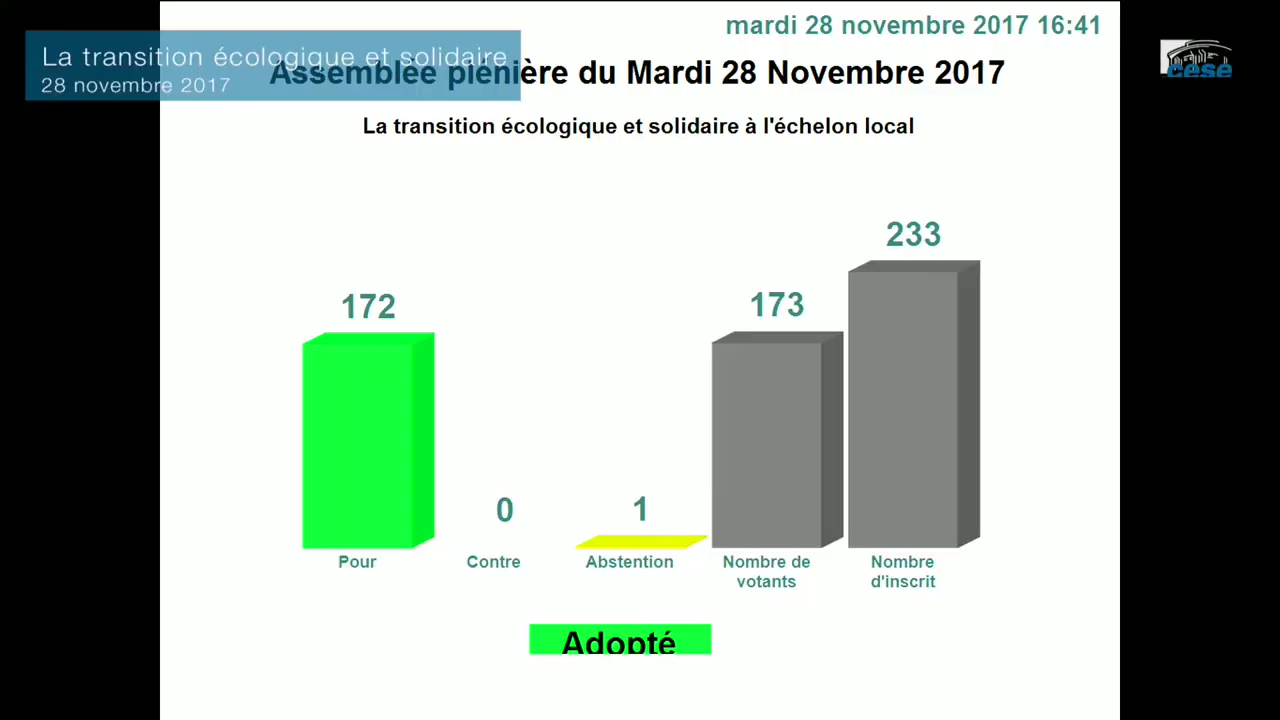 mardi 28 novembre 2017 16:41
La transition écologique et solidaire
28 novembre 2017
Assemblée plénière du Mardi 28 Novembre 2017
cese
La transition écologique et solidaire à l'échelon local
233
172
173
0
1
Pour
Contre
Abstention
Nombre de
votants
Nombre
d'inscrit
Adopté